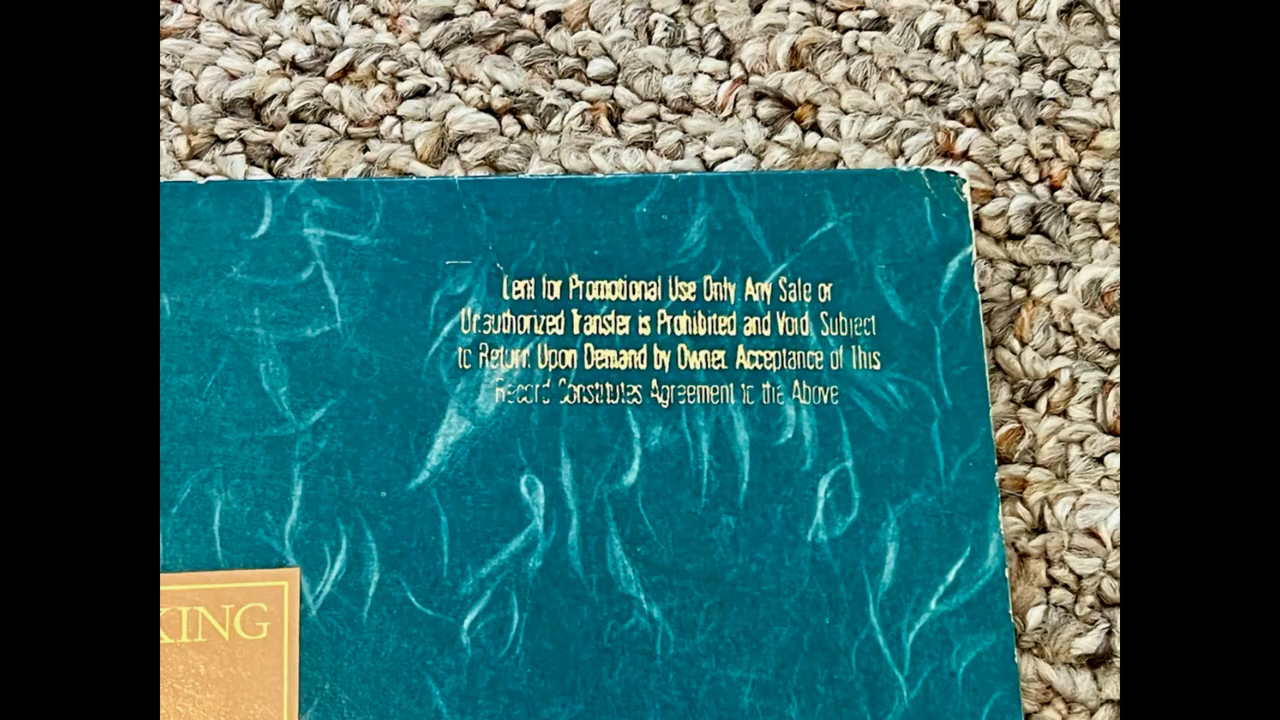 Lent for Promotional Use Only. Any Sale or
Unauthorized Transfer is Prohibited and Void. Subject
to Return Upon Demand by Owner. Acceptance of This
Record Constitutes Agreement to the Above
KING